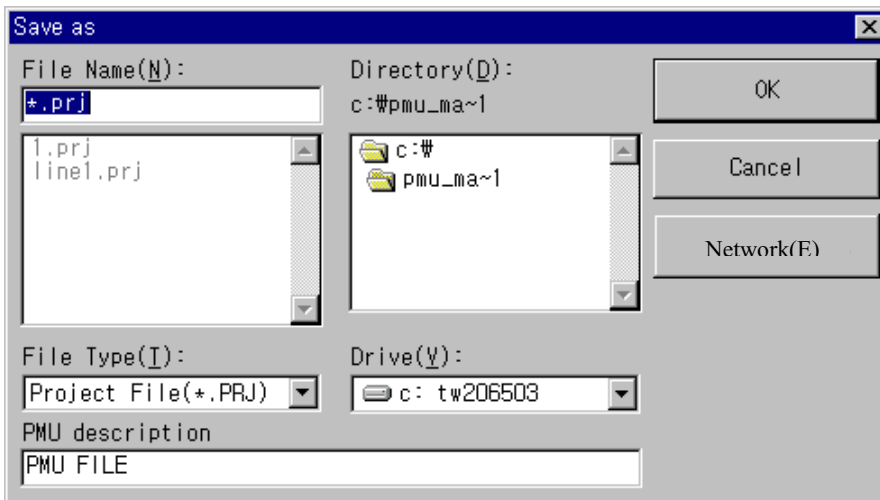 Save as
File Name(N):
*.prj
1.prj
line1.prj
Directory(D):
c:₩pmu_ma~1
c:₩
pmu_ma~1
OK
Cancel
Network(E)
File Type(T):
Project File(*.PRJ)
Drive(V):
c: tw206503
PMU description
PMU FILE